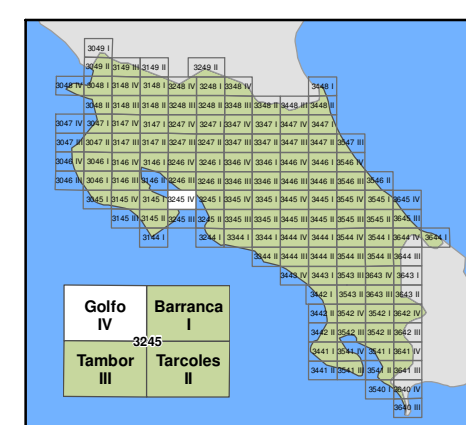 3049 I
3049 II 3149 III 3149 II 3249 II
3048 IV 3048 I 3148 IV 3148 I 3248 IV 3248 I 3348 IV 3448 I
3048 II 3148 III 3148 II 3248 III 3248 II 3348 III 3348 II 3448 III 3448 II
3047 IV 3047 I 3147 IV 3147 I 3247 IV 3247 I 3347 IV 3347 I 3447 IV 3447 I
3047 III 3047 II 3147 III 3147 II 3247 III 3247 II 3347 III 3347 II 3447 III 3447 II 3547 III
3046 IV 3046 I 3146 IV 3146 I 3246 IV 3246 I 3346 IV 3346 I 3446 IV 3446 I 3546 IV
3046 III 3046 II 3146 III 3146 II 3246 III 3246 II 3346 III 3346 II 3446 III 3446 II 3546 III 3546 II
3045 I 3145 IV 3145 I 3245 IV 3245 I 3345 IV 3345 I 3445 IV 3445 I 3545 IV 3545 I 3645 IV
3145 III 3145 II 3245 III 3245 II 3345 III 3345 II 3445 III 3445 II 3545 III 3545 II 3645 III
3144 I 3244 I 3344 IV 3344 I 3444 IV 3444 I 3544 IV 3544 I 3644 IV 3644 I
3344 II 3444 III 3444 II 3544 III 3544 II 3644 III
3443 IV 3443 I 3543 IV 3543 I 3643 IV 3643 I
3442 I 3543 II 3643 III 3643 II
3442 II 3542 IV 3542 I 3642 IV
3442 II 3542 III 3542 II 3642 III
3441 I 3541 IV 3541 I 3641 IV
3441 II 3541 III 3541 II 3641 III
3540 I 3640 IV
3640 III
Golfo
IV
Barranca
I
3245
Tambor
III
Tarcoles
II